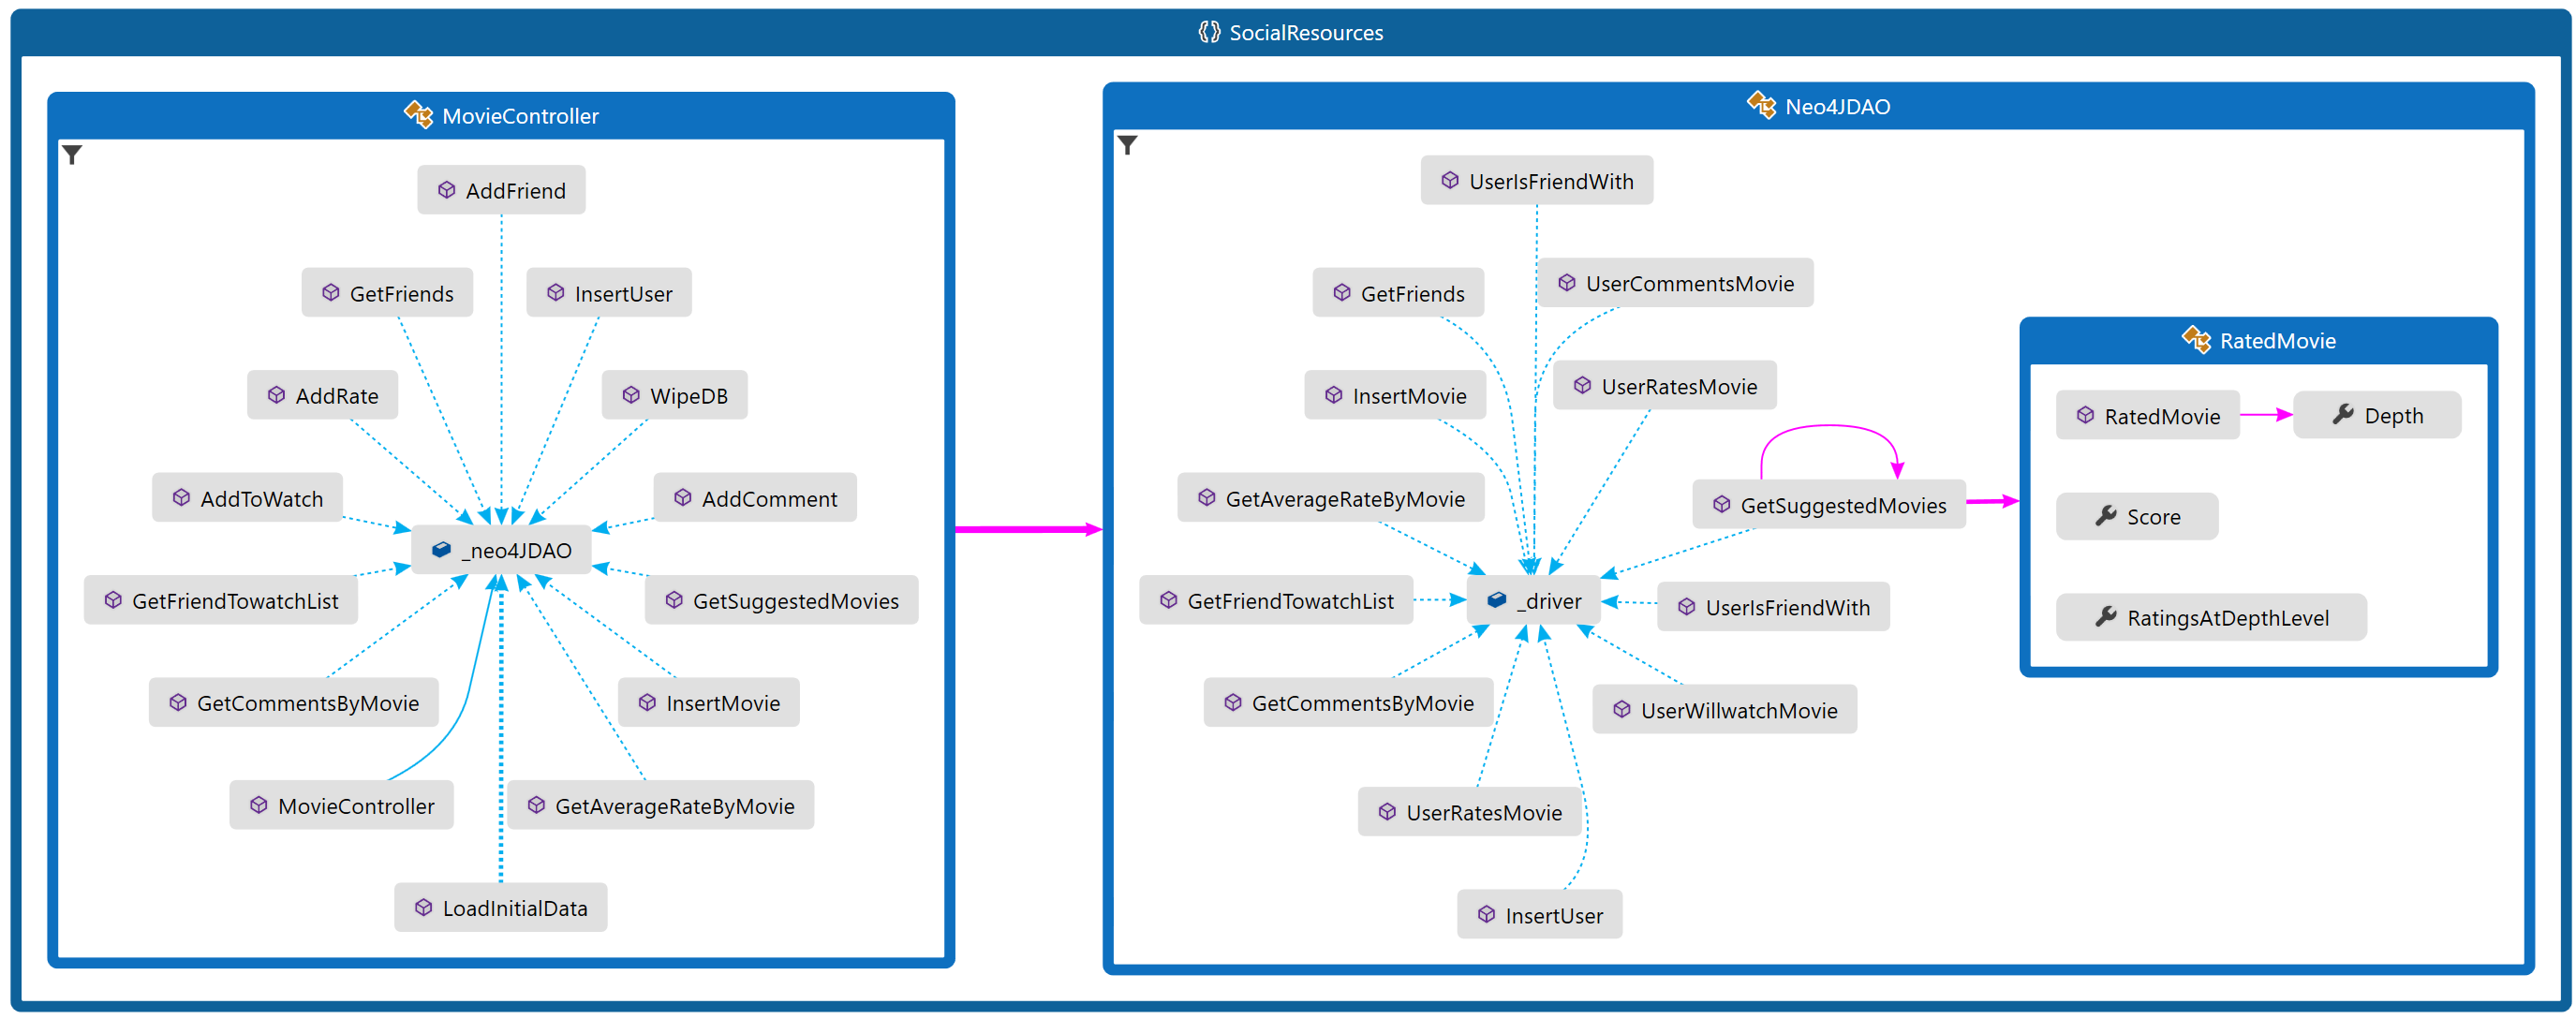 SocialResources
MovieController
AddFriend
GetFriends
InsertUser
AddRate
WipeDB
AddToWatch
AddComment
_neo4JDAO
GetFriendTowatchList
GetSuggestedMovies
GetCommentsByMovie
InsertMovie
MovieController
GetAverageRateByMovie
LoadInitialData
Neo4JDAO
UserIsFriendWith
UserCommentsMovie
GetFriends
UserRatesMovie
InsertMovie
GetAverageRateByMovie
GetSuggestedMovies
GetFriendTowatchList
_driver
UserIsFriendWith
GetCommentsByMovie
UserWillwatchMovie
UserRatesMovie
InsertUser
RatedMovie
RatedMovie
Depth
Score
RatingsAtDepthLevel